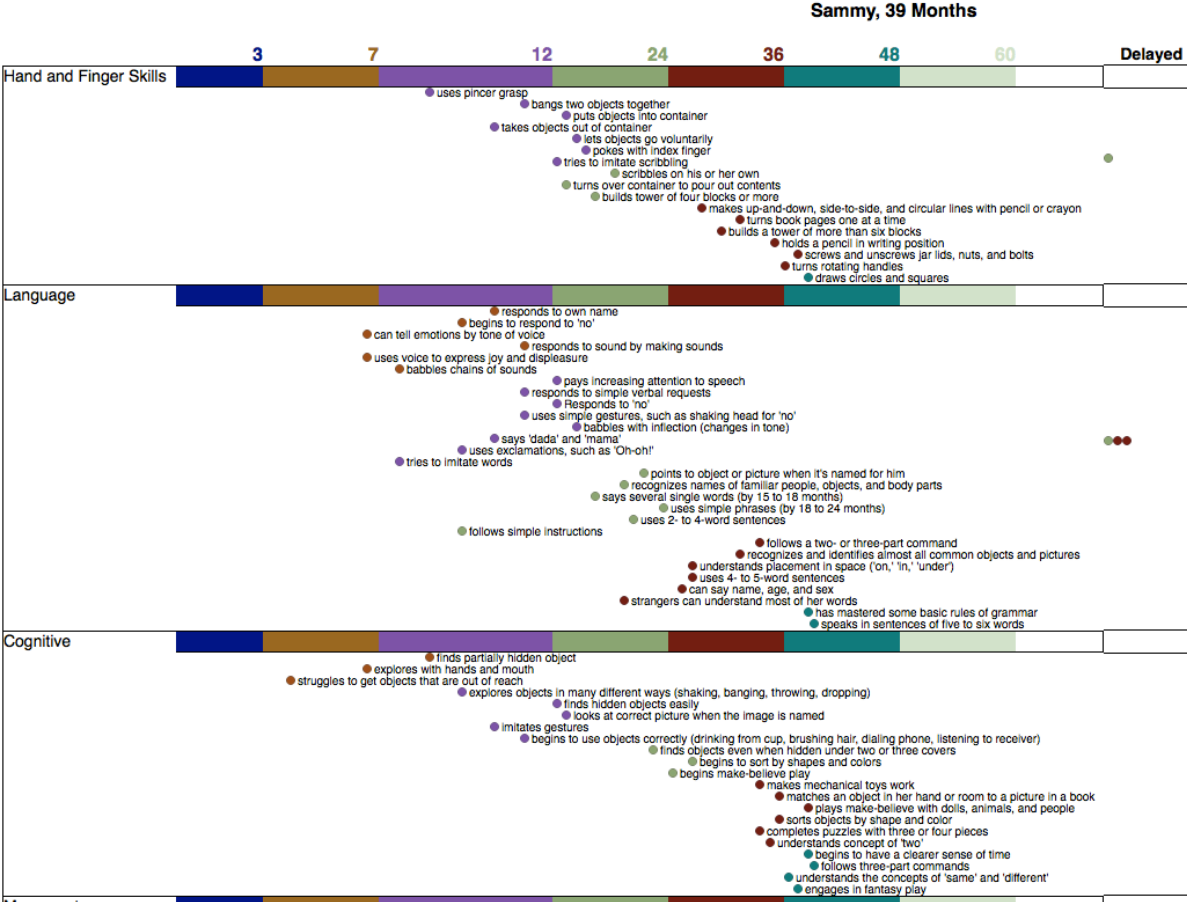 Sammy, 39 Months
3 7 12 24 36 48 60 Delayed
Hand and Finger Skills
uses pincer grasp
bangs two objects together
puts objects into container
takes objects out of container
lets objects go voluntarily
pokes with index finger
tries to imitate scribbling
scribbles on his or her own
turns over container to pour out contents
builds tower of four blocks or more
makes up-and-down, side-to-side, and circular lines with pencil or crayon
turns book pages one at a time
builds a tower of more than six blocks
holds a pencil in writing position
screws and unscrews jar lids, nuts, and bolts
turns rotating handles
draws circles and squares
Language
responds to own name
begins to respond to 'no'
can tell emotions by tone of voice
responds to sound by making sounds
uses voice to express joy and displeasure
babbles chains of sounds
pays increasing attention to speech
responds to simple verbal requests
Responds to 'no'
uses simple gestures, such as shaking head for 'no'
babbles with inflection (changes in tone)
says 'dada' and 'mama'
uses exclamations, such as 'Oh-oh!'
tries to imitate words
points to object or picture when it's named for him
recognizes names of familiar people, objects, and body parts
says several single words (by 15 to 18 months)
uses simple phrases (by 18 to 24 months)
uses 2- to 4-word sentences
follows simple instructions
follows a two- or three-part command
recognizes and identifies almost all common objects and pictures
understands placement in space ('on,' 'in,' 'under')
uses 4- to 5-word sentences
can say name, age, and sex
strangers can understand most of her words
has mastered some basic rules of grammar
speaks in sentences of five to six words
Cognitive
finds partially hidden object
explores with hands and mouth
struggles to get objects that are out of reach
explores objects in many different ways (shaking, banging, throwing, dropping)
finds hidden objects easily
looks at correct picture when the image is named
imitates gestures
begins to use objects correctly (drinking from cup, brushing hair, dialing phone, listening to receiver)
finds objects even when hidden under two or three covers
begins to sort by shapes and colors
begins make-believe play
makes mechanical toys work
matches an object in her hand or room to a picture in a book
plays make-believe with dolls, animals, and people
sorts objects by shape and color
completes puzzles with three or four pieces
understands concept of 'two'
begins to have a clearer sense of time
follows three-part commands
understands the concepts of 'same' and 'different'
engages in fantasy play